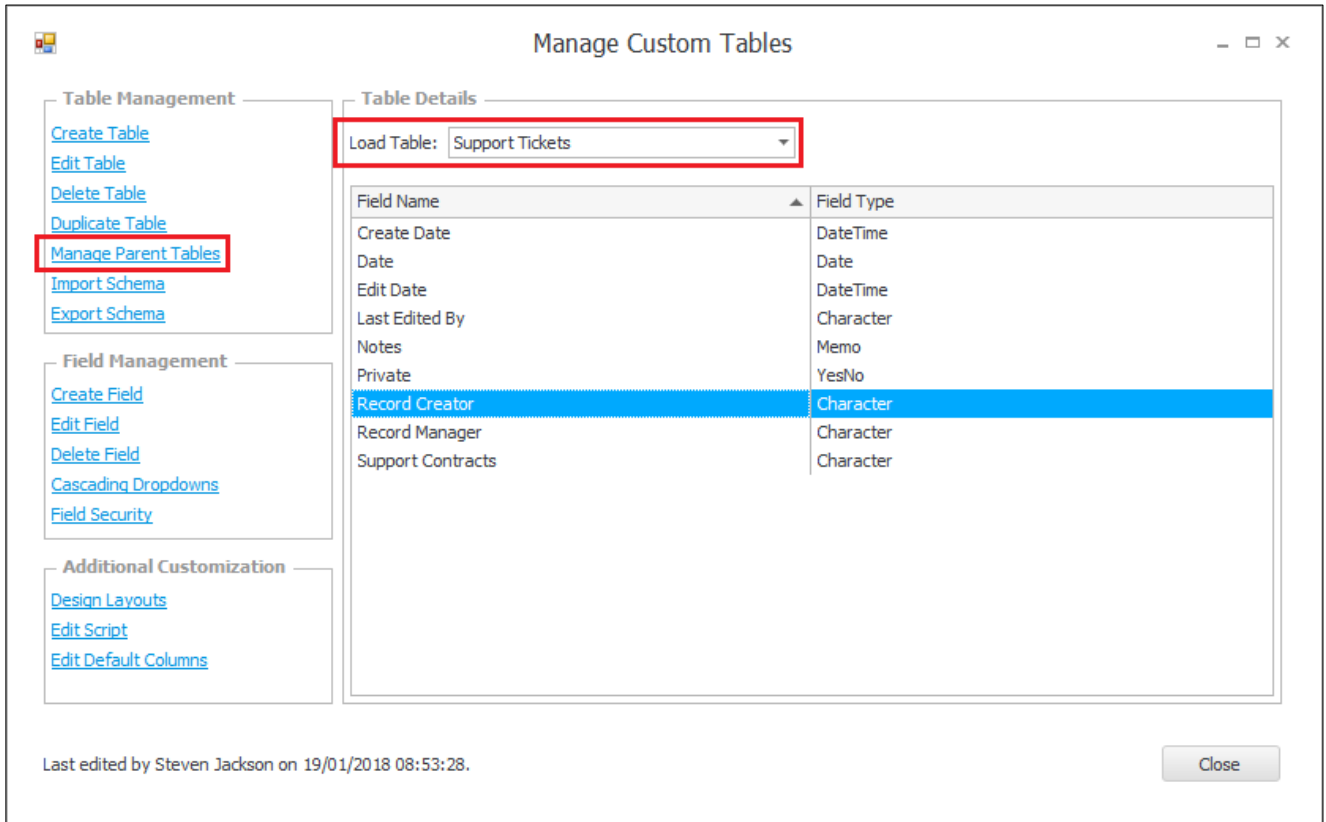 Manage Custom Tables
Table Management
Create Table
Edit Table
Delete Table
Duplicate Table
Manage Parent Tables
Import Schema
Export Schema
Field Management
Create Field
Edit Field
Delete Field
Cascading Dropdowns
Field Security
Additional Customization
Design Layouts
Edit Script
Edit Default Columns
Table Details
Load Table: Support Tickets
Field Name Field Type
Create Date DateTime
Date Date
Edit Date DateTime
Last Edited By Character
Notes Memo
Private YesNo
Record Creator Character
Record Manager Character
Support Contracts Character
Last edited by Steven Jackson on 19/01/2018 08:53:28.
Close